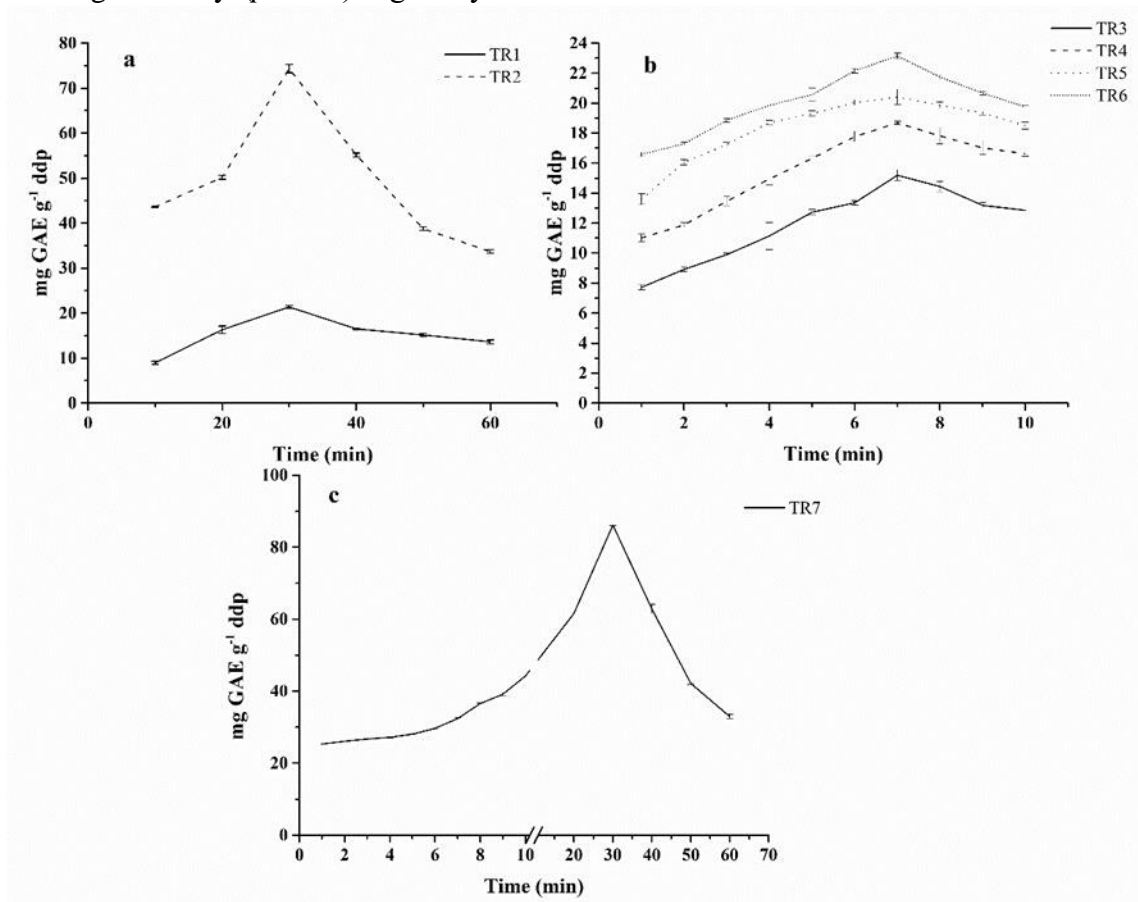 a
TR1
TR2
80
70
60
50
40
30
20
10
0
mg GAE g⁻¹ ddp
0 20 40 60
Time (min)
b
TR3
TR4
TR5
TR6
24
22
20
18
16
14
12
10
8
6
4
2
0
mg GAE g⁻¹ ddp
0 2 4 6 8 10
Time (min)
c
TR7
100
80
60
40
20
0
mg GAE g⁻¹ ddp
0 2 4 6 8 10 20 30 40 50 60 70
Time (min)